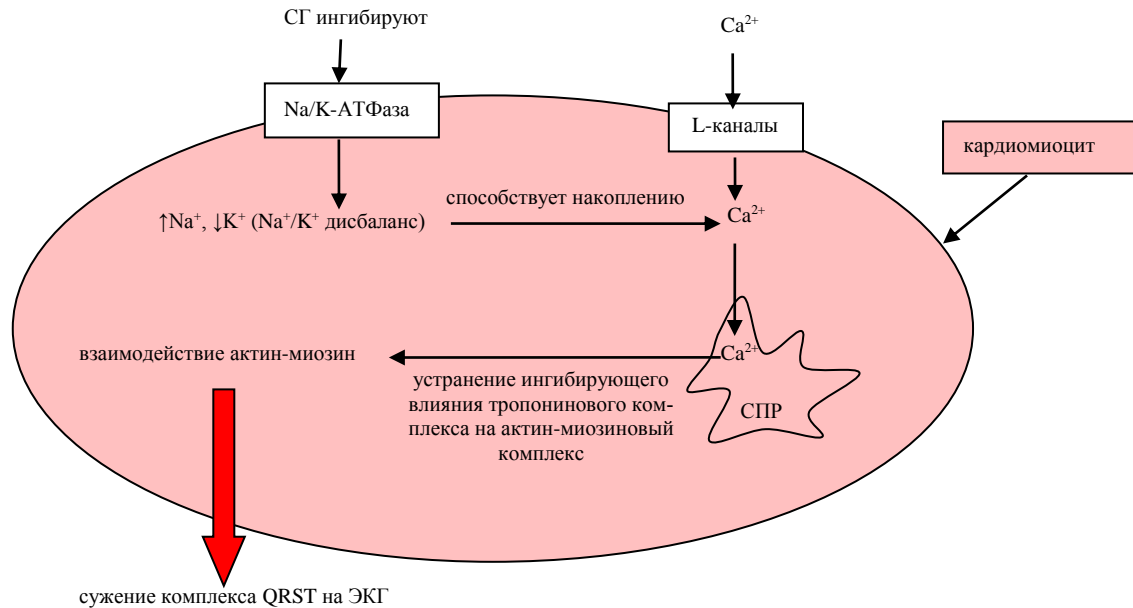 СГ ингибируют
Ca²⁺
Na/K-АТФаза
L-каналы
кардиомиоцит
способствует накоплению
↑Na⁺, ↓K⁺ (Na⁺/K⁺ дисбаланс)
Ca²⁺
взаимодействие актин-миозин
Ca²⁺
устранение ингибирующего
влияния тропонинового ком-
плекса на актин-миозиновый
комплекс
СПР
сужение комплекса QRST на ЭКГ